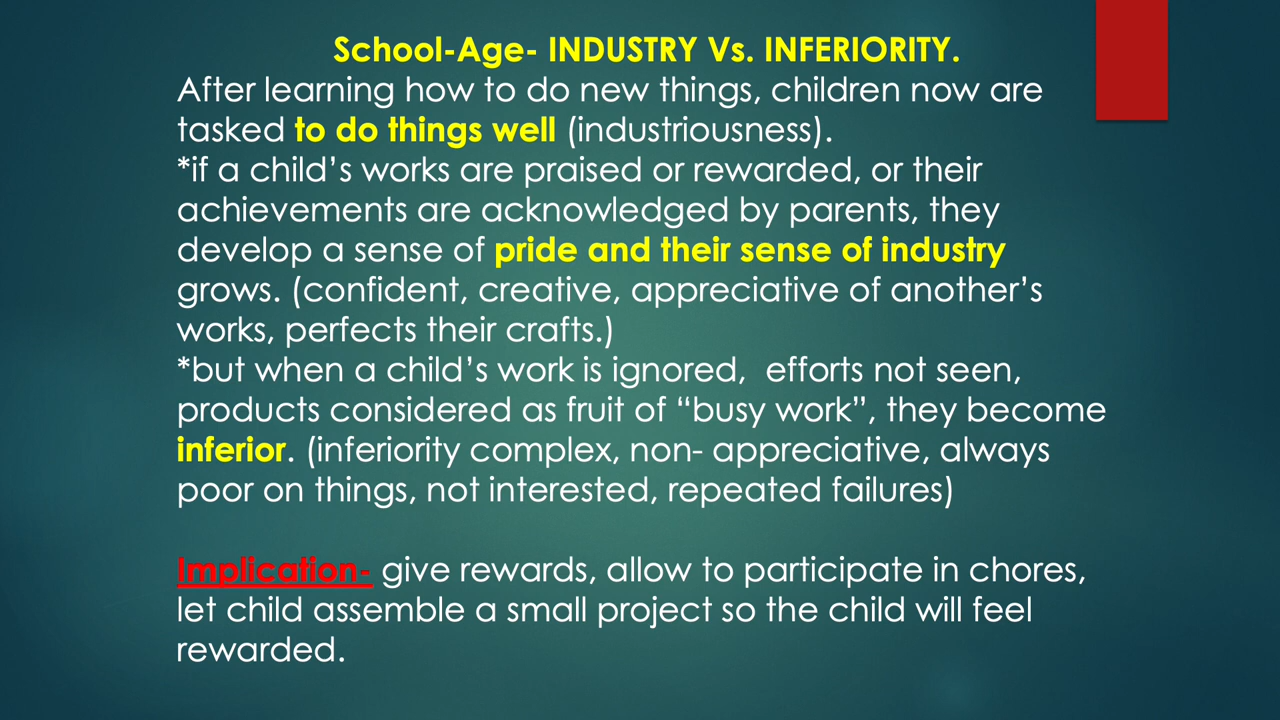 School-Age- INDUSTRY Vs. INFERIORITY.
After learning how to do new things, children now are
tasked to do things well (industriousness).
*if a child’s works are praised or rewarded, or their
achievements are acknowledged by parents, they
develop a sense of pride and their sense of industry
grows. (confident, creative, appreciative of another’s
works, perfects their crafts.)
*but when a child’s work is ignored,  efforts not seen,
products considered as fruit of “busy work”, they become
inferior. (inferiority complex, non- appreciative, always
poor on things, not interested, repeated failures)
Implication- give rewards, allow to participate in chores,
let child assemble a small project so the child will feel
rewarded.